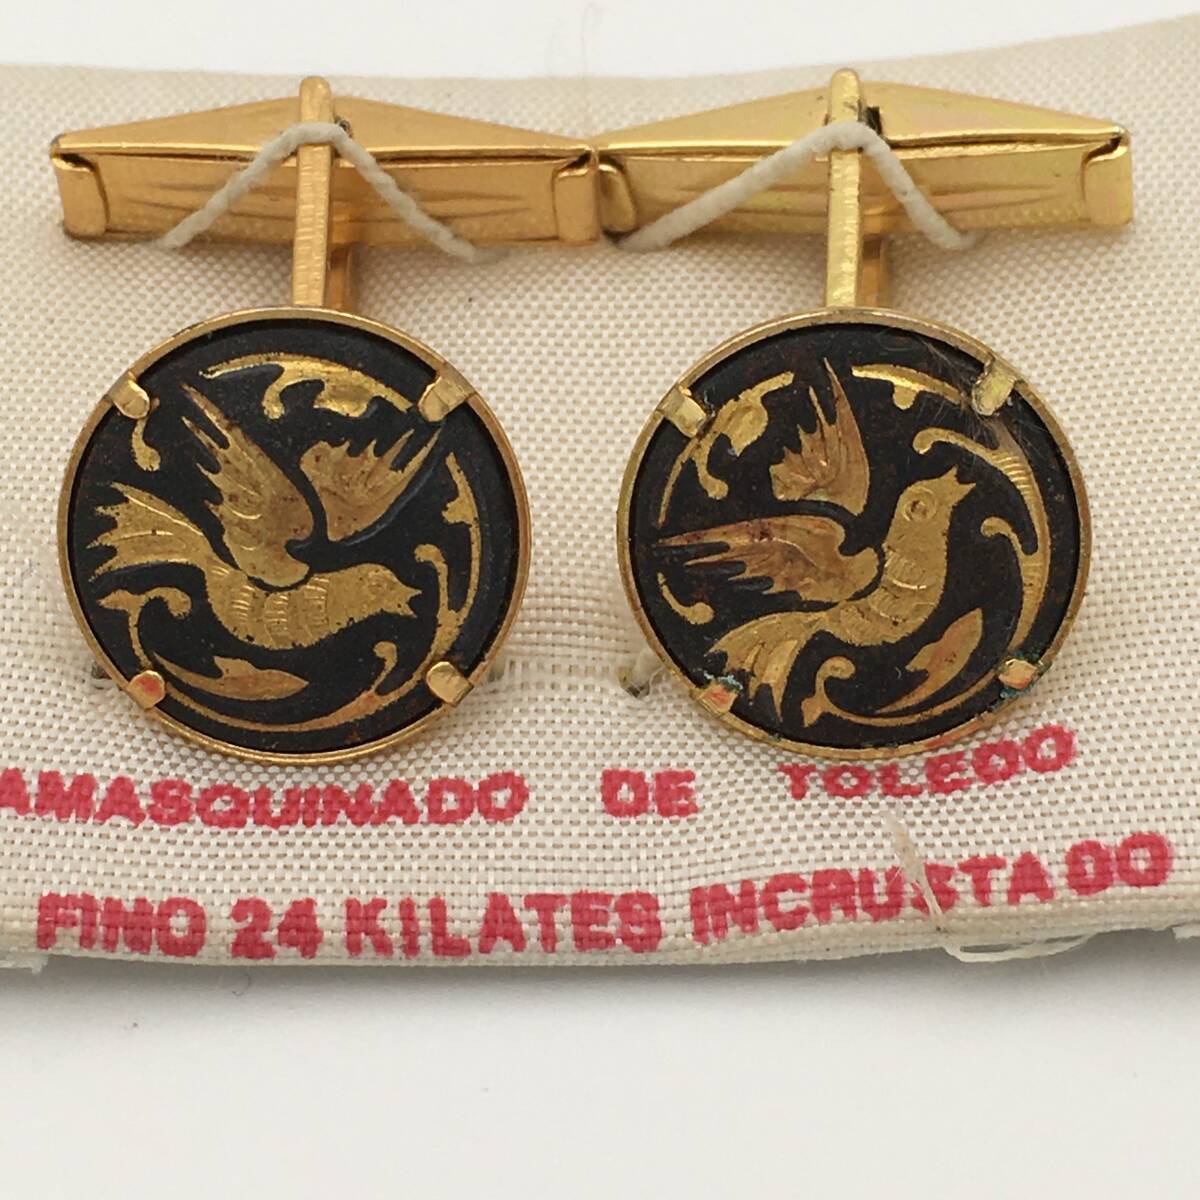 AMASQUINADO DE TOLEDO
FINO 24 KILATES INCRUSTADO